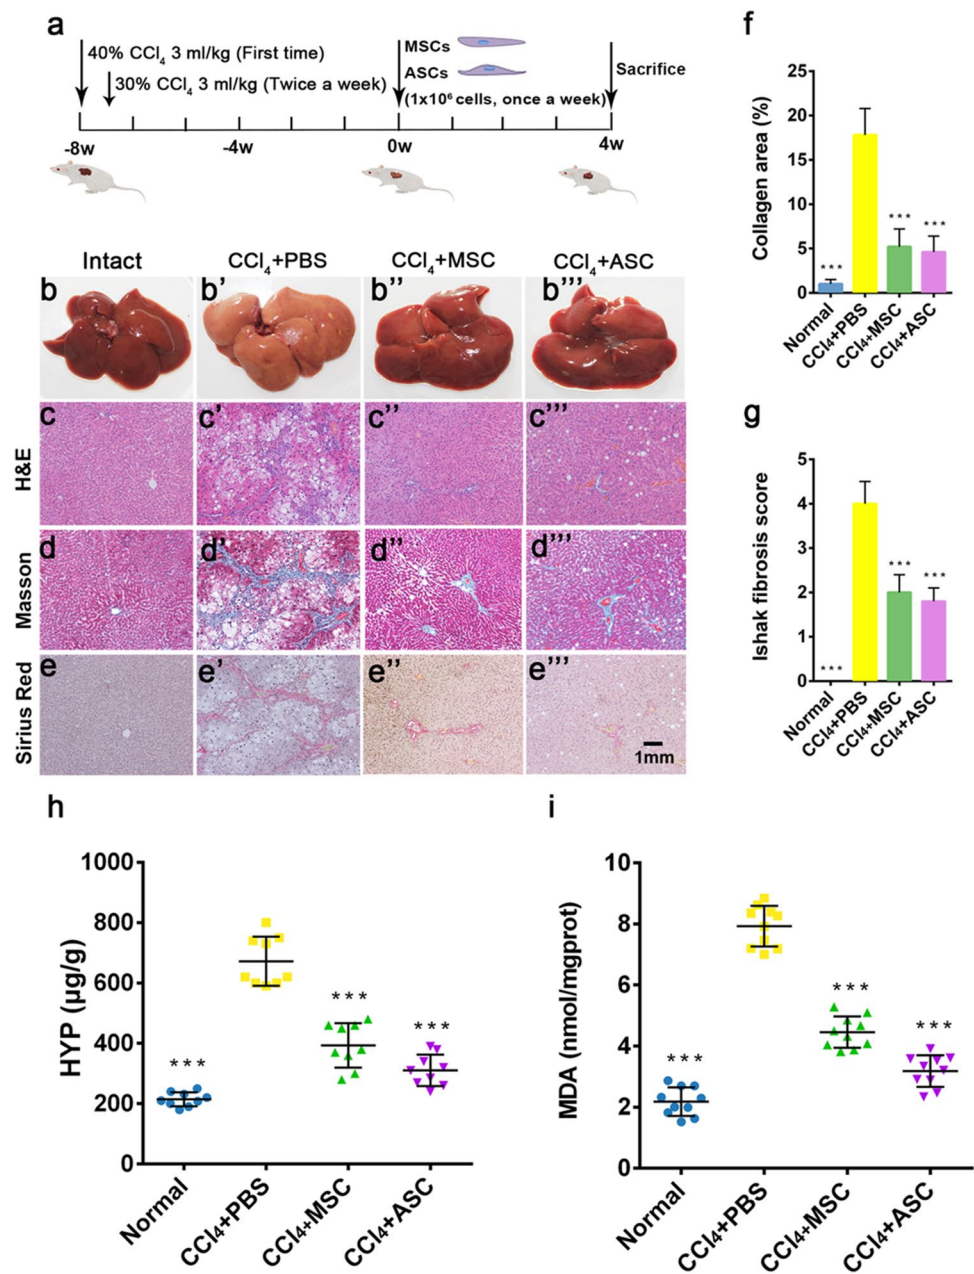 a
40% CCl4 3 ml/kg (First time)
30% CCl4 3 ml/kg (Twice a week)
MSCs
ASCs
(1x10⁶ cells, once a week)
Sacrifice
-8w
-4w
0w
4w
Intact
CCl4+PBS
CCl4+MSC
CCl4+ASC
b
b'
b''
b'''
H&E
c
c'
c''
c'''
Masson
d
d'
d''
d'''
Sirius Red
e
e'
e''
e'''
1mm
f
Collagen area (%)
25
20
15
10
5
0
***
***
***
Normal
CCl4+PBS
CCl4+MSC
CCl4+ASC
g
Ishak fibrosis score
5
4
3
2
1
0
***
***
***
Normal
CCl4+PBS
CCl4+MSC
CCl4+ASC
h
HYP (µg/g)
1000
800
600
400
200
0
***
***
***
Normal
CCl4+PBS
CCl4+MSC
CCl4+ASC
i
MDA (nmol/mgprot)
10
8
6
4
2
0
***
***
***
Normal
CCl4+PBS
CCl4+MSC
CCl4+ASC